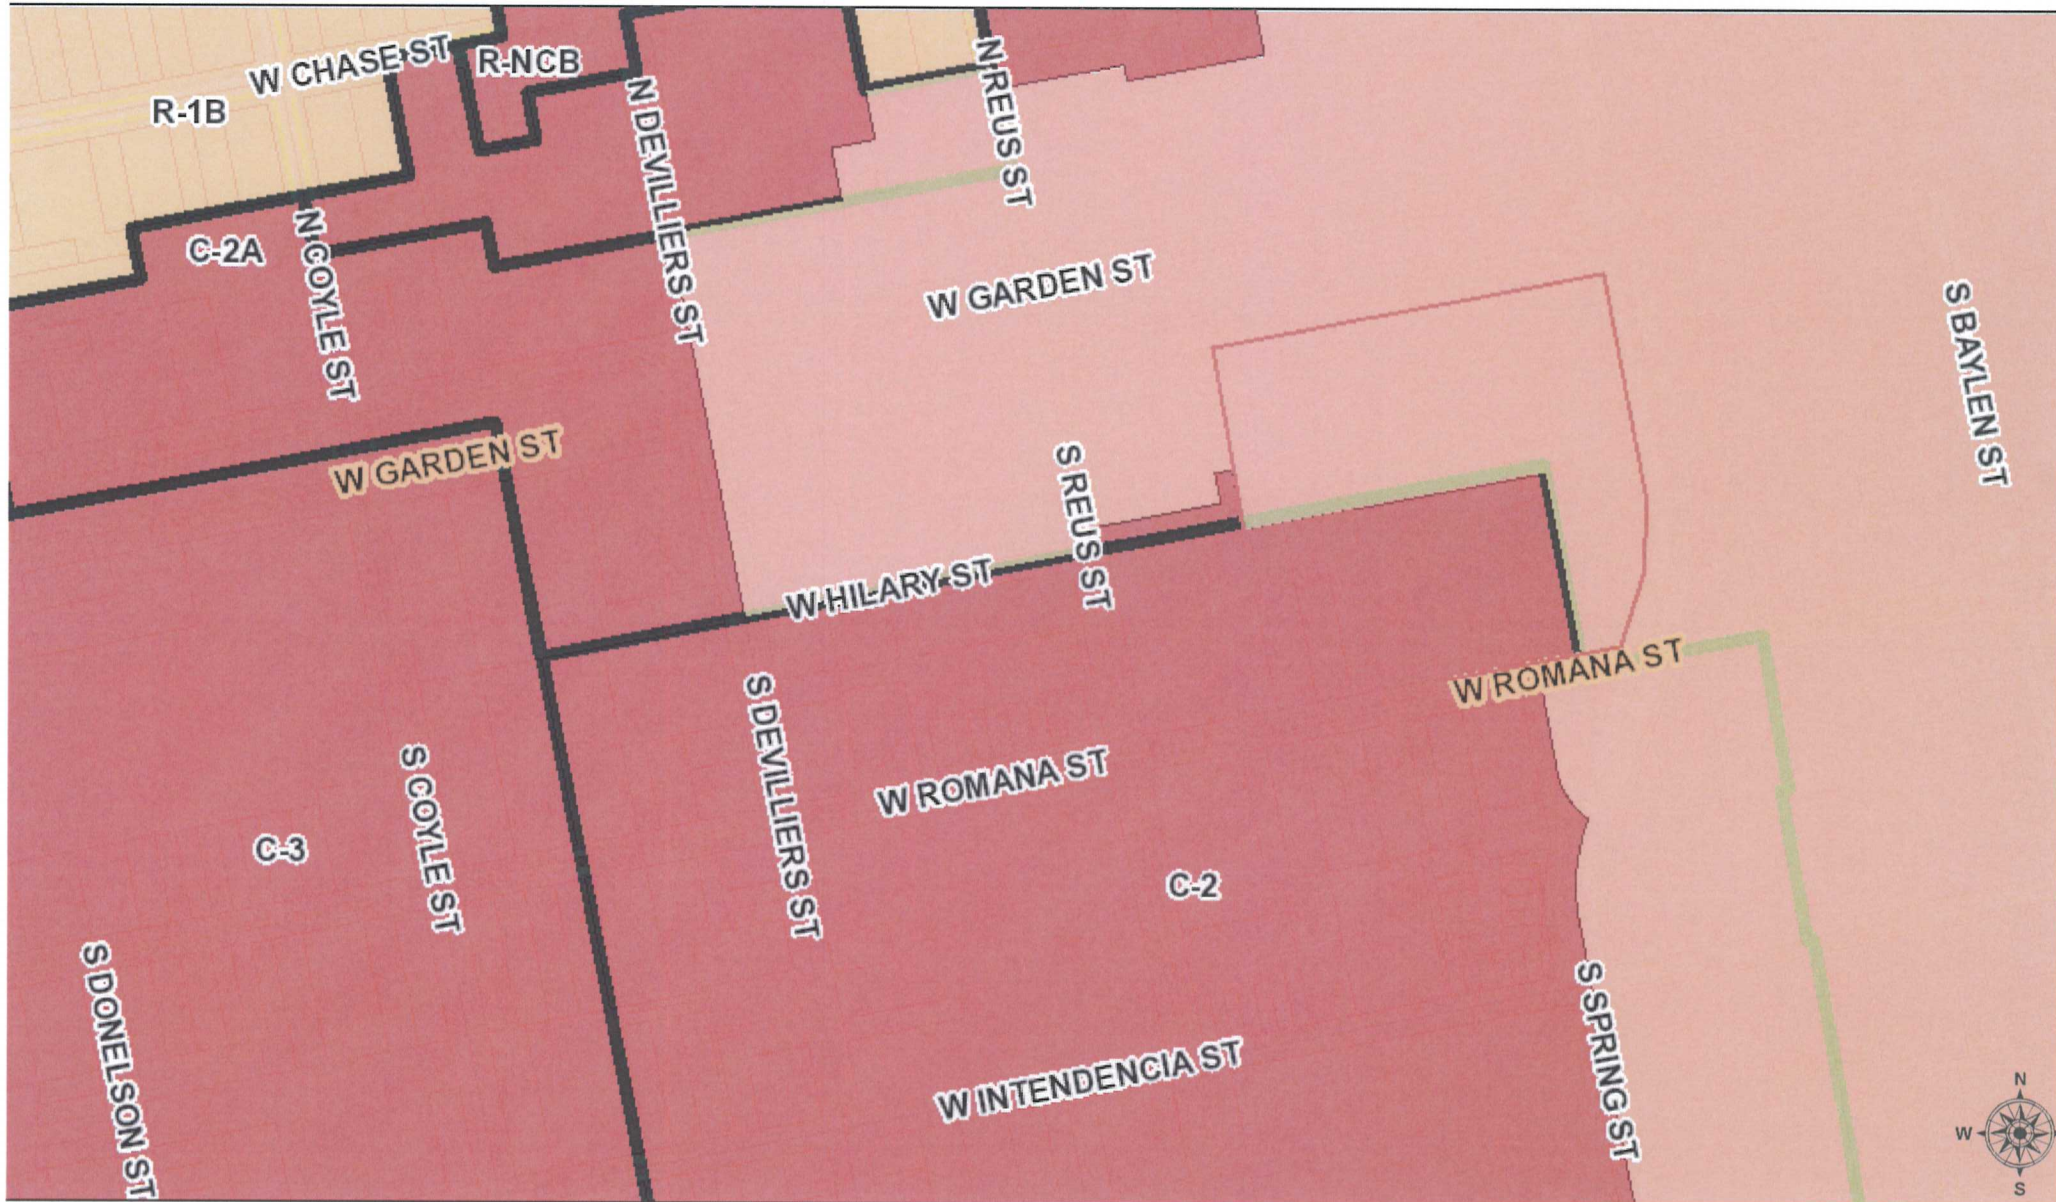 W CHASE ST
R-NCB
N REUS ST
R-1B
N DEVILLIERS ST
C-2A
N COYLE ST
W GARDEN ST
S BAYLEN ST
W GARDEN ST
S REUS ST
W HILARY ST
W ROMANA ST
S DEVILLIERS ST
S COYLE ST
W ROMANA ST
C-3
C-2
S DONELSON ST
S SPRING ST
W INTENDENCIA ST
N
W
S